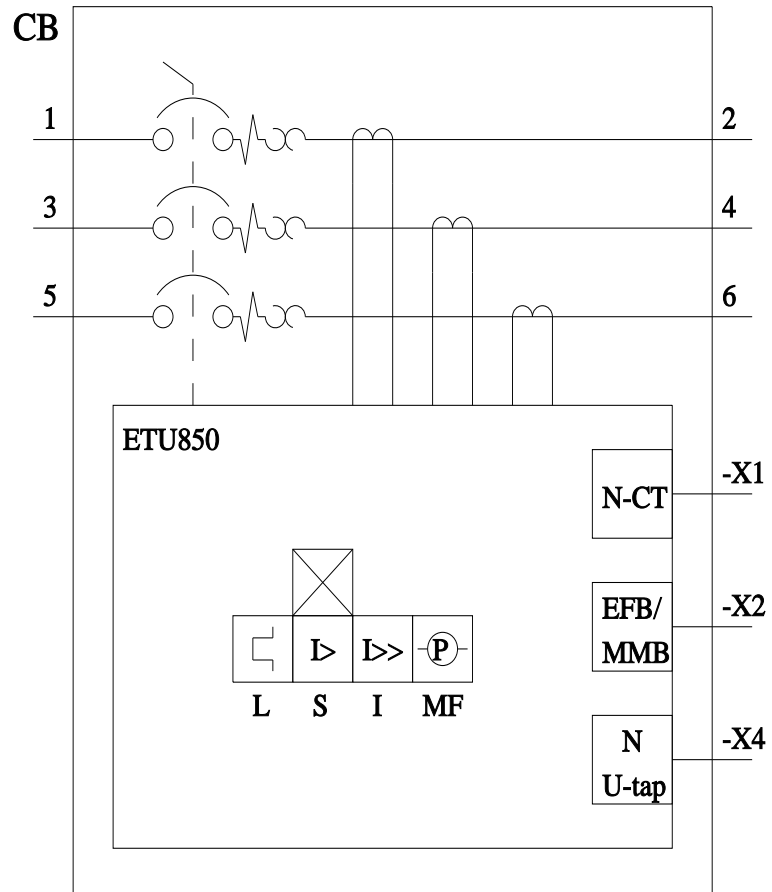 CB
1
2
3
4
5
6
ETU850
N-CT
-X1
EFB/
MMB
-X2
I>
I>>
P
L
S
I
MF
N
U-tap
-X4